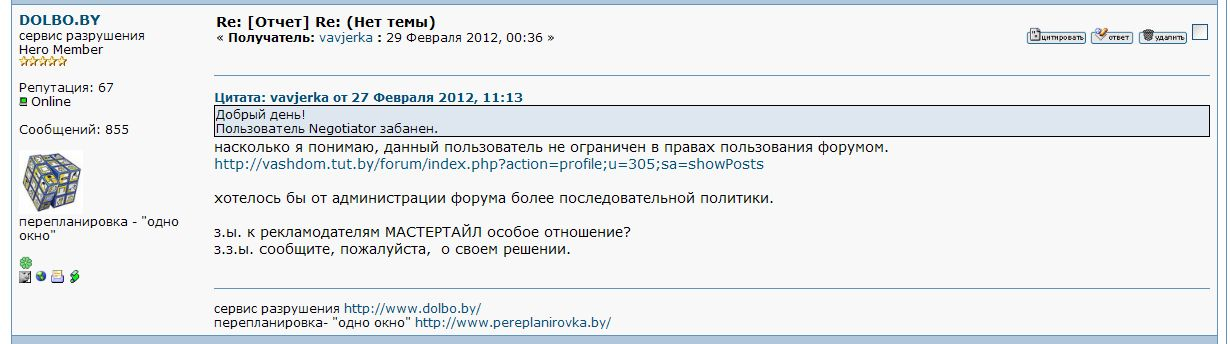 DOLBO.BY
сервис разрушения
Hero Member
Репутация: 67
Online
Сообщений: 855
перепланировка - "одно
окно"
Re: [Отчет] Re: (Нет темы)
« Получатель: vavjerka : 29 Февраля 2012, 00:36 »
цитировать ответ удалить
Цитата: vavjerka от 27 Февраля 2012, 11:13
Добрый день!
Пользователь Negotiator забанен.
насколько я понимаю, данный пользователь не ограничен в правах пользования форумом.
http://vashdom.tut.by/forum/index.php?action=profile;u=305;sa=showPosts
хотелось бы от администрации форума более последовательной политики.
з.ы. к рекламодателям МАСТЕРТАЙЛ особое отношение?
з.з.ы. сообщите, пожалуйста,  о своем решении.
сервис разрушения http://www.dolbo.by/
перепланировка- "одно окно" http://www.pereplanirovka.by/